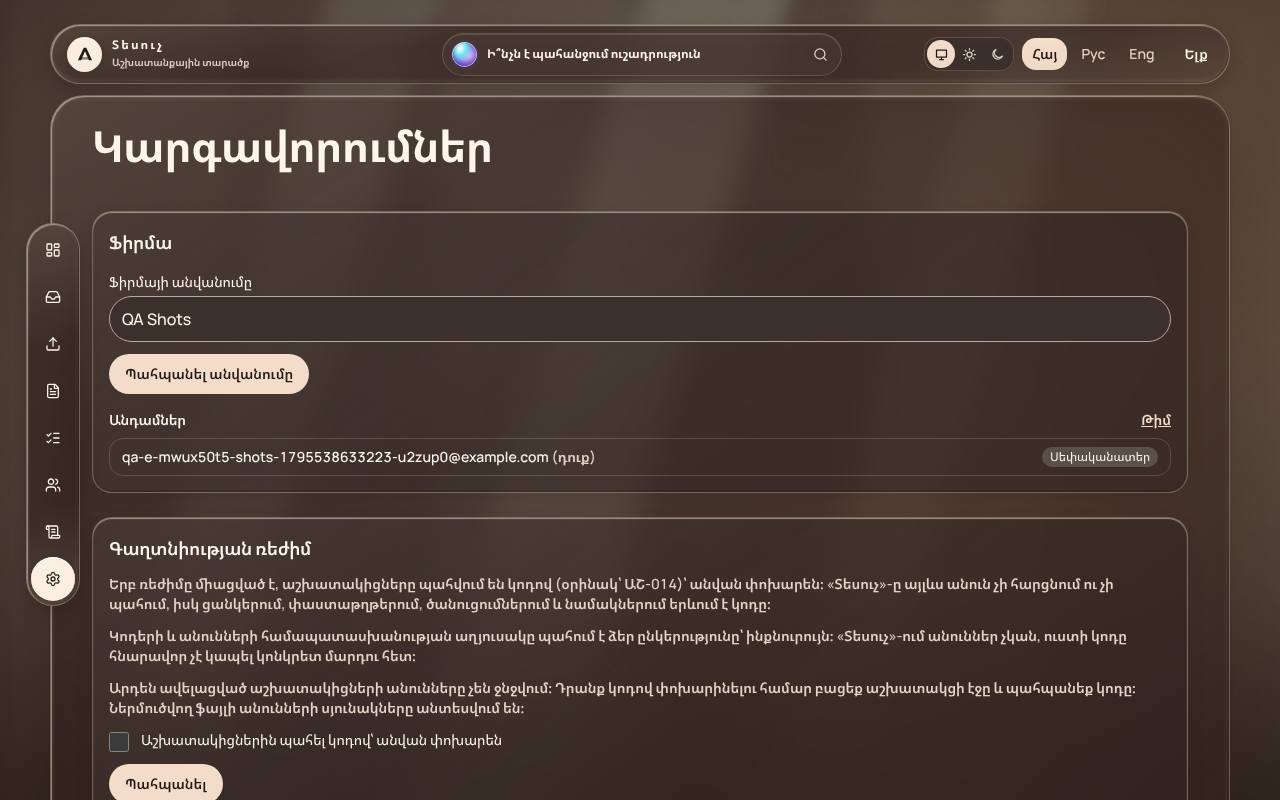 Տեսուչ
Աշխատանքային տարածք
Ի՞նչն է պահանջում ուշադրություն
Հայ Рус Eng Ելք
Կարգավորումներ
Ֆիրմա
Ֆիրմայի անվանումը
QA Shots
Պահպանել անվանումը
Անդամներ Թիմ
qa-e-mwux50t5-shots-1795538633223-u2zup0@example.com (դուք) Սեփականատեր
Գաղտնիության ռեժիմ
Երբ ռեժիմը միացված է, աշխատակիցները պահվում են կոդով (օրինակ՝ ԱՇ-014)՝ անվան փոխարեն։ «Տեսուչ»-ը այլևս անուն չի հարցնում ու չի
պահում, իսկ ցանկերում, փաստաթղթերում, ծանուցումներում և նամակներում երևում է կոդը։
Կոդերի և անունների համապատասխանության աղյուսակը պահում է ձեր ընկերությունը՝ ինքնուրույն։ «Տեսուչ»-ում անուններ չկան, ուստի կոդը
հնարավոր չէ կապել կոնկրետ մարդու հետ։
Արդեն ավելացված աշխատակիցների անունները չեն ջնջվում։ Դրանք կոդով փոխարինելու համար բացեք աշխատակցի էջը և պահպանեք կոդը։
Ներմուծվող ֆայլի անունների սյունակները անտեսվում են։
Աշխատակիցներին պահել կոդով՝ անվան փոխարեն
Պահպանել